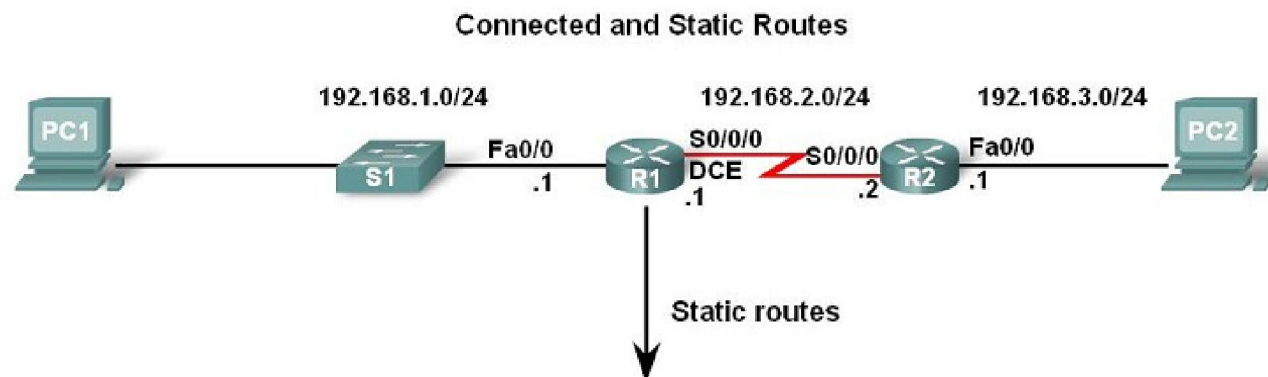 Connected and Static Routes
192.168.1.0/24
192.168.2.0/24
192.168.3.0/24
PC1
S1
Fa0/0
.1
R1
S0/0/0
DCE
.1
S0/0/0
.2
R2
Fa0/0
.1
PC2
Static routes